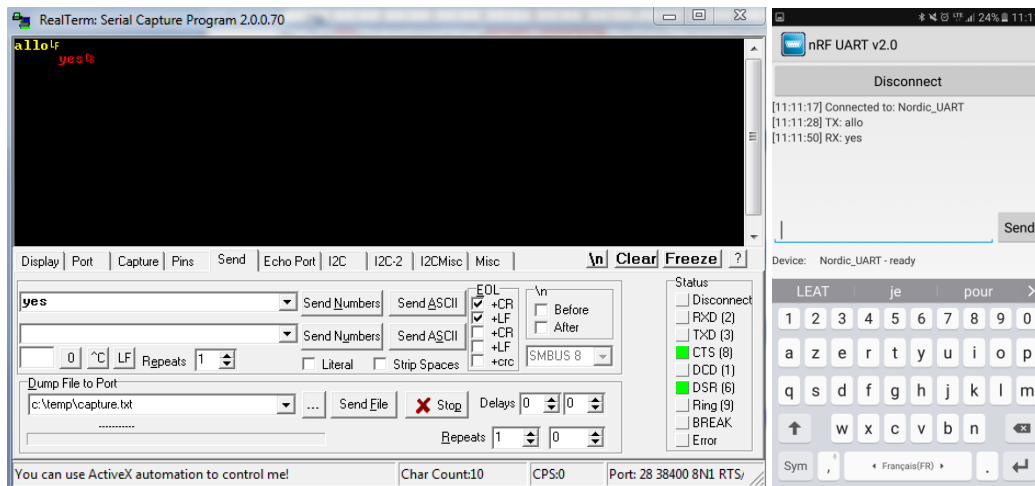 RealTerm: Serial Capture Program 2.0.0.70
allo LF
yes
Display Port Capture Pins Send Echo Port I2C I2C-2 I2CMisc Misc \n Clear Freeze ?
yes Send Numbers Send ASCII
Send Numbers Send ASCII
0 ^C LF Repeats 1 Literal Strip Spaces
EOL
+CR
+LF
+CR
+LF
+crc
\n
Before
After
SMBUS 8
Dump File to Port
c:\temp\capture.txt ... Send File Stop Delays 0 0
Repeats 1 0
Status
Disconnect
RXD (2)
TXD (3)
CTS (8)
DCD (1)
DSR (6)
Ring (9)
BREAK
Error
You can use ActiveX automation to control me! Char Count:10 CPS:0 Port: 28 38400 8N1 RTS/
LTE 24% 11:1
nRF UART v2.0
Disconnect
[11:11:17] Connected to: Nordic_UART
[11:11:28] TX: allo
[11:11:50] RX: yes
Send
Device: Nordic_UART - ready
LEAT je pour
1 2 3 4 5 6 7 8 9 0
a z e r t y u i o p
q s d f g h j k l m
w x c v b n
Sym , Français(FR) .